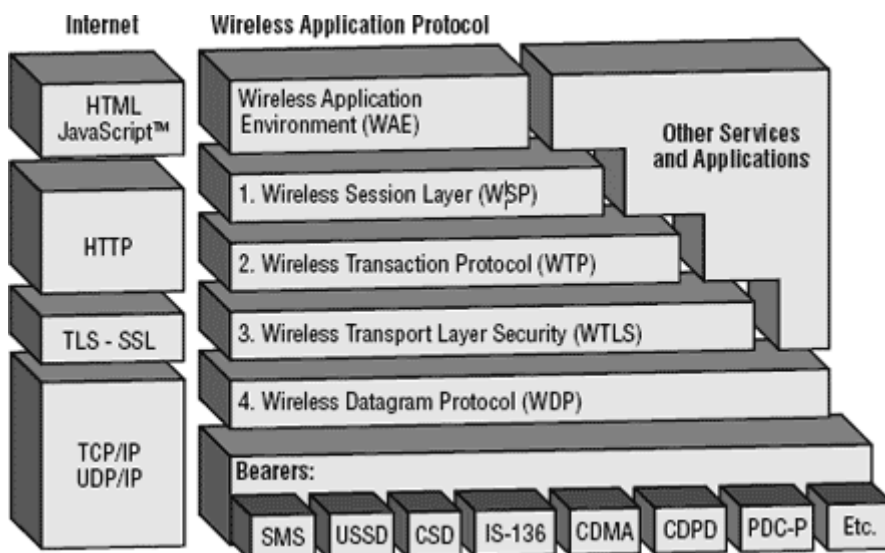 Internet
Wireless Application Protocol
HTML
JavaScript™
HTTP
TLS - SSL
TCP/IP
UDP/IP
Wireless Application
Environment (WAE)
Other Services
and Applications
1. Wireless Session Layer (WSP)
2. Wireless Transaction Protocol (WTP)
3. Wireless Transport Layer Security (WTLS)
4. Wireless Datagram Protocol (WDP)
Bearers:
SMS
USSD
CSD
IS-136
CDMA
CDPD
PDC-P
Etc.